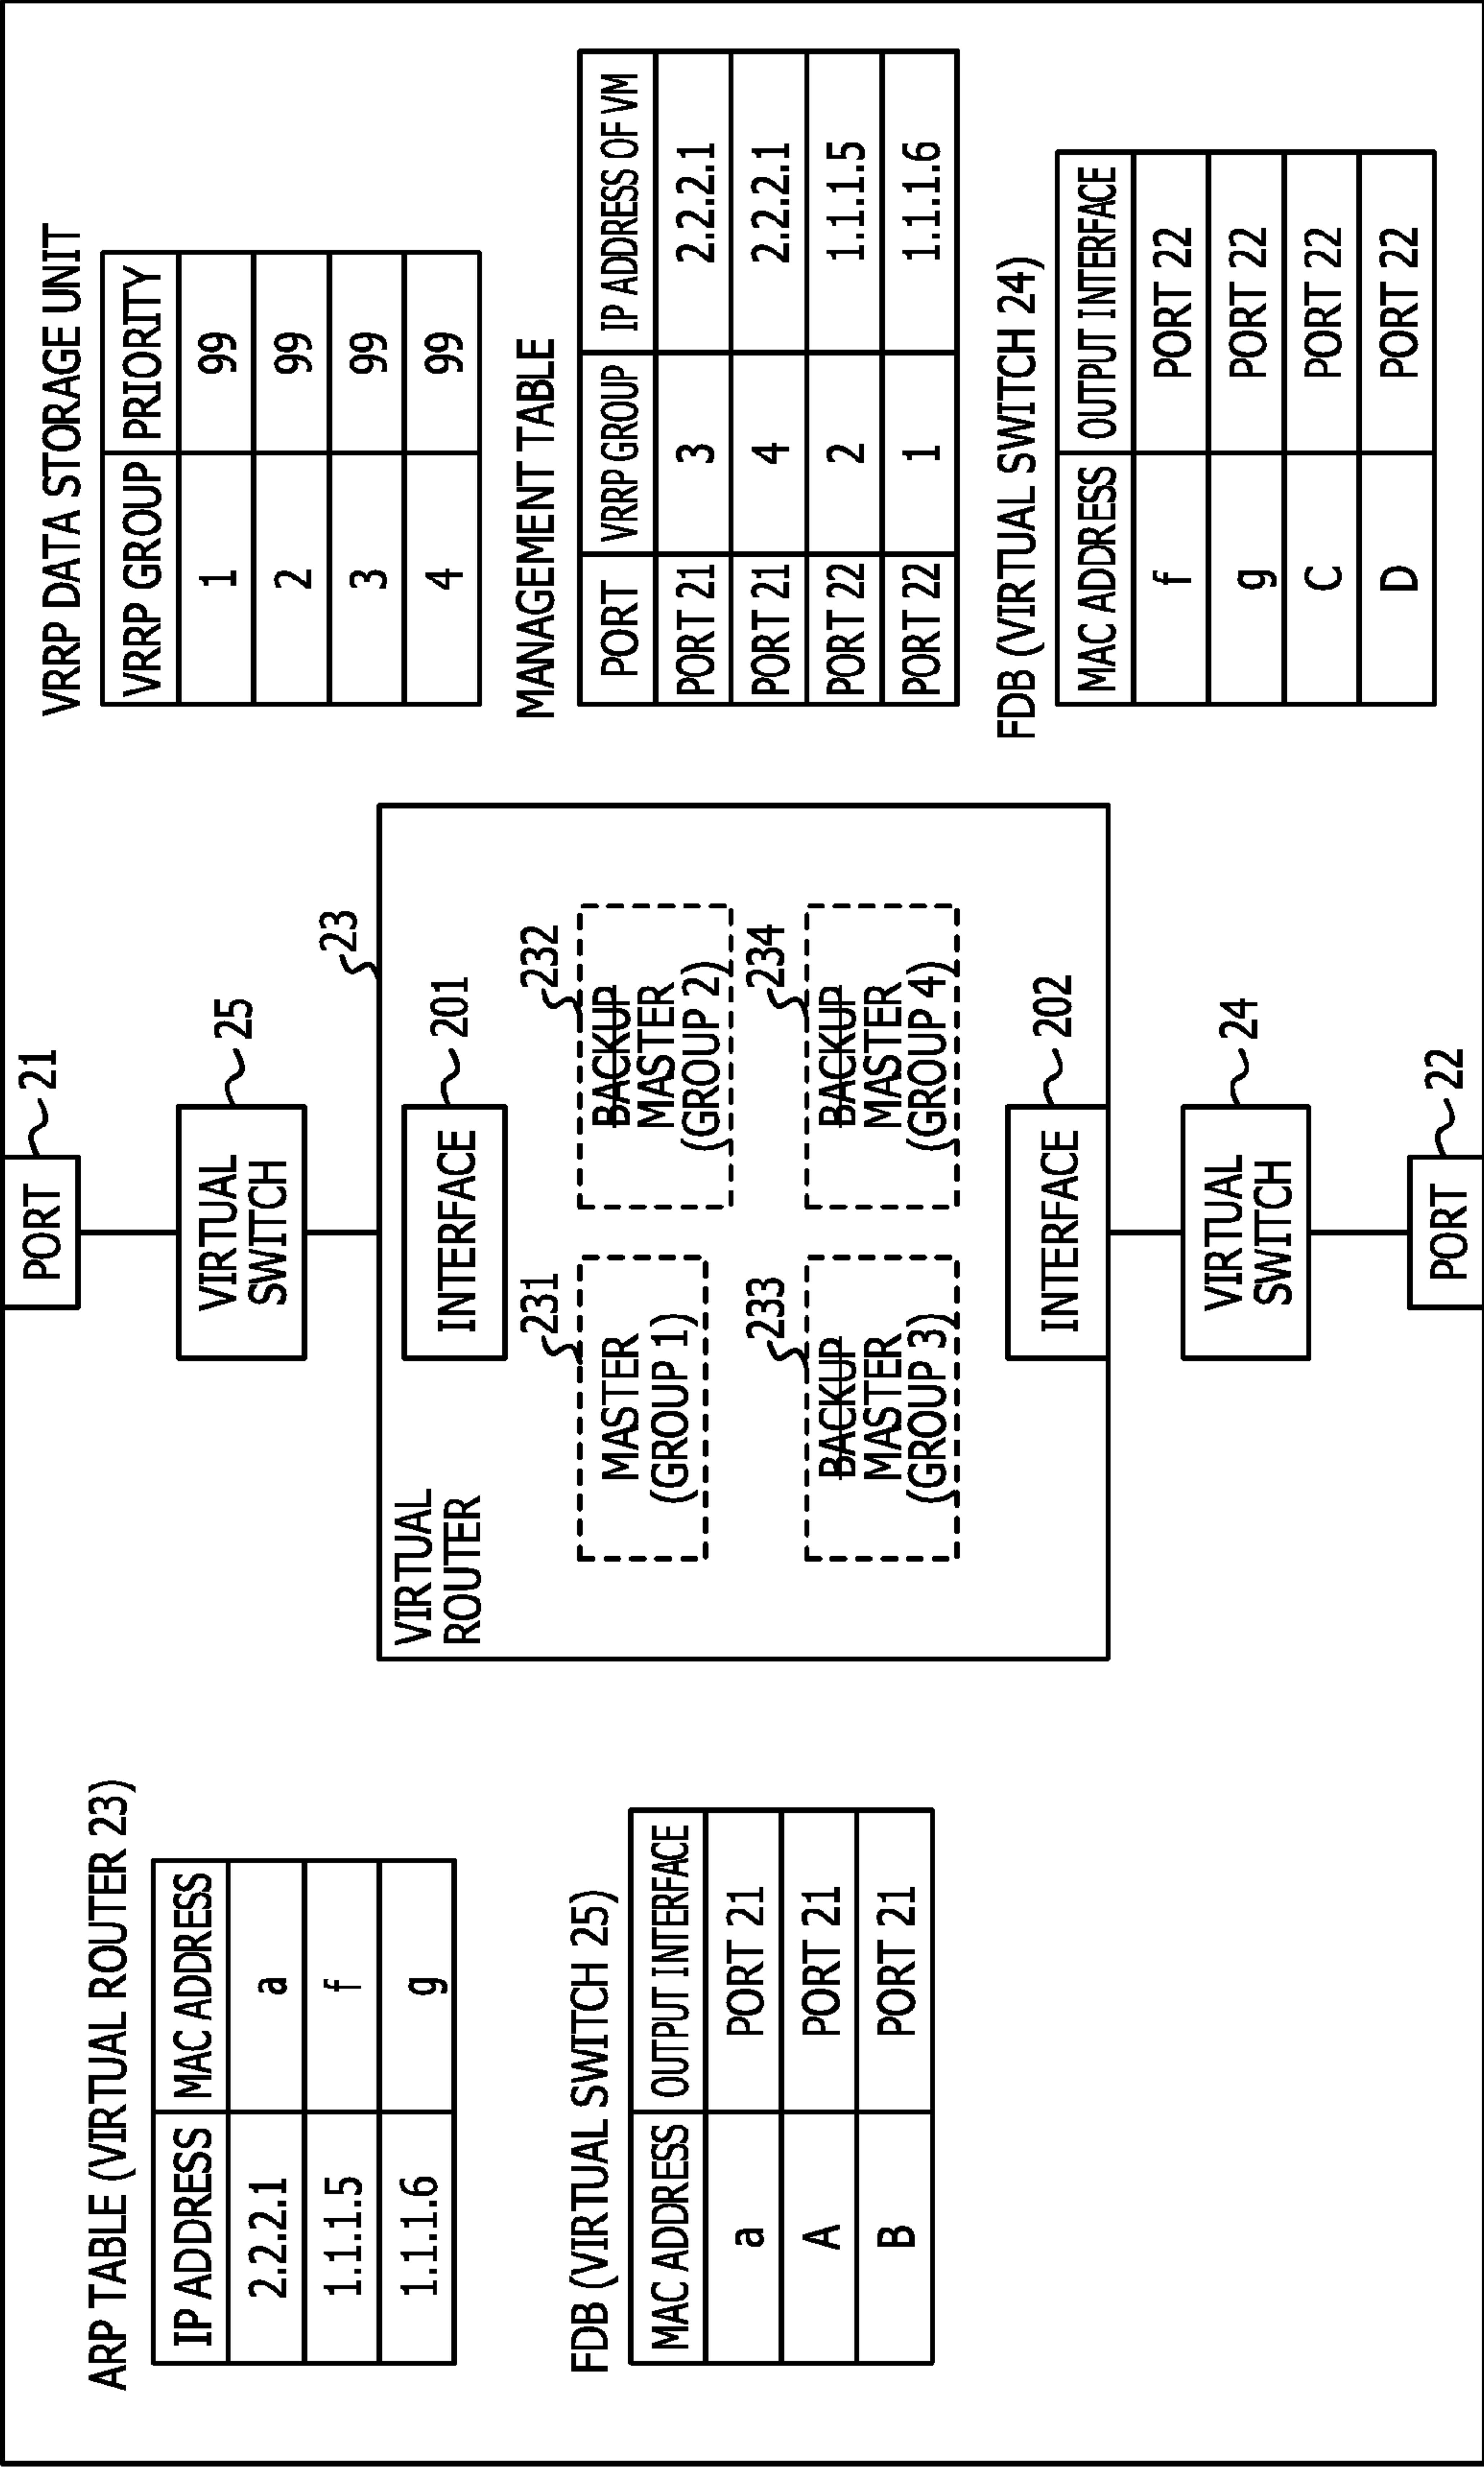 ARP TABLE (VIRTUAL ROUTER 23)
IP ADDRESS MAC ADDRESS
2.2.2.1 a
1.1.1.5 f
1.1.1.6 g
FDB (VIRTUAL SWITCH 25)
MAC ADDRESS OUTPUT INTERFACE
a PORT 21
A PORT 21
B PORT 21
PORT
21
VIRTUAL
SWITCH
25
23
VIRTUAL
ROUTER
INTERFACE
201
231
MASTER
(GROUP 1)
232
BACKUP
MASTER
(GROUP 2)
233
BACKUP
MASTER
(GROUP 3)
234
BACKUP
MASTER
(GROUP 4)
INTERFACE
202
VIRTUAL
SWITCH
24
PORT
22
VRRP DATA STORAGE UNIT
VRRP GROUP PRIORITY
1 99
2 99
3 99
4 99
MANAGEMENT TABLE
PORT VRRP GROUP IP ADDRESS OF VM
PORT 21 3 2.2.2.1
PORT 21 4 2.2.2.1
PORT 22 2 1.1.1.5
PORT 22 1 1.1.1.6
FDB (VIRTUAL SWITCH 24)
MAC ADDRESS OUTPUT INTERFACE
f PORT 22
g PORT 22
C PORT 22
D PORT 22